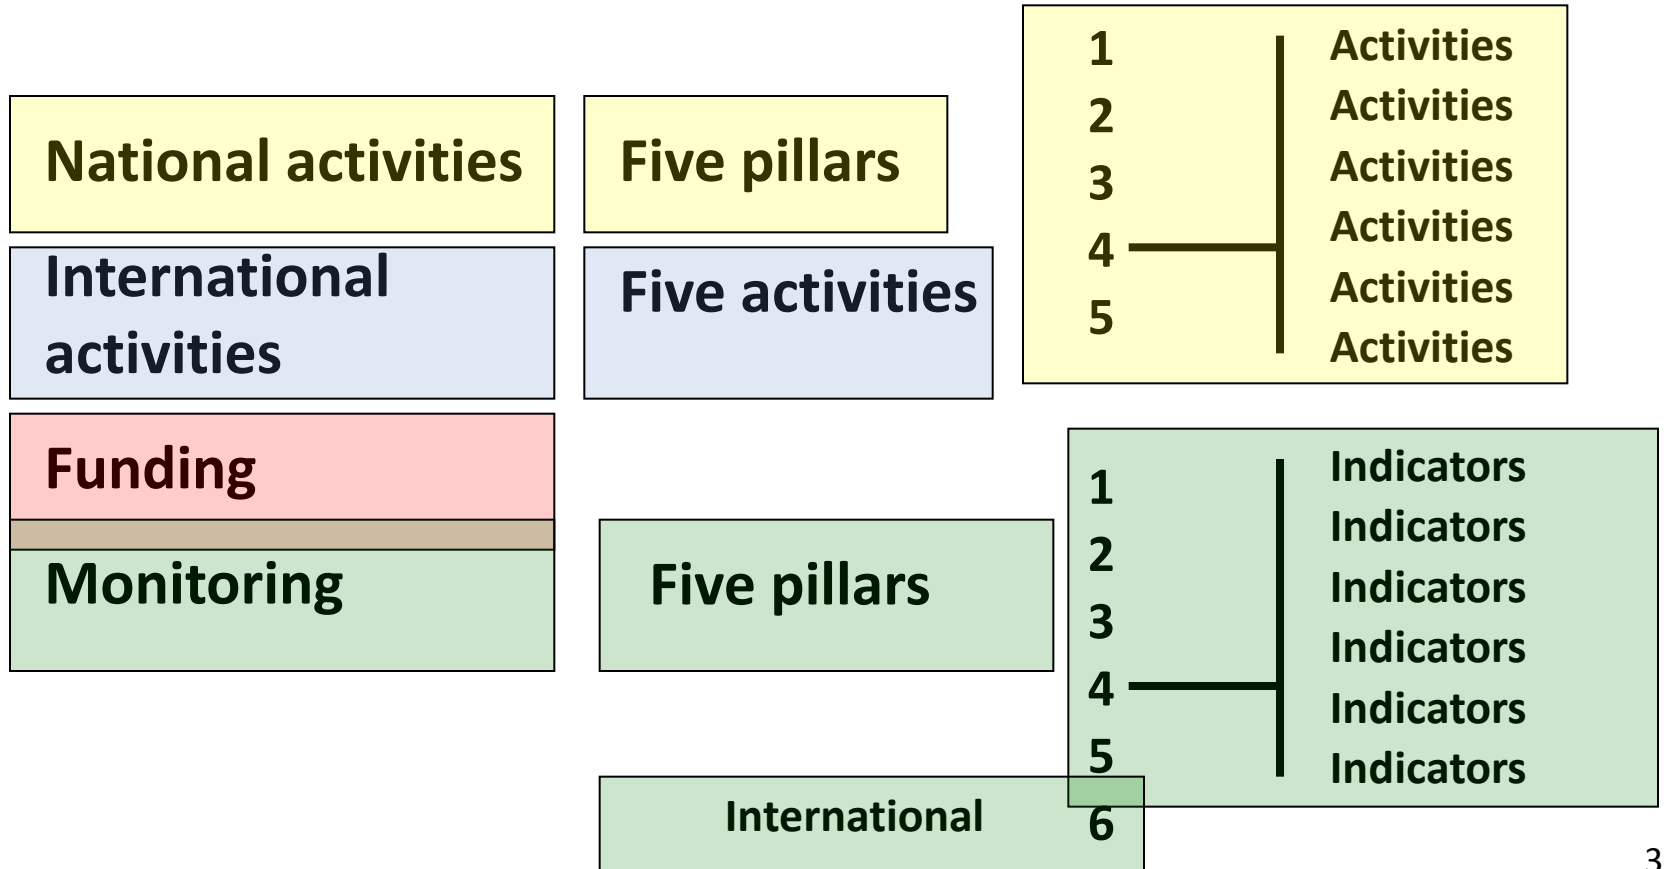 National activities
Five pillars
1
2
3
4
5
Activities
Activities
Activities
Activities
Activities
Activities
International
activities
Five activities
Funding
Monitoring
Five pillars
1
2
3
4
5
6
Indicators
Indicators
Indicators
Indicators
Indicators
Indicators
International
3